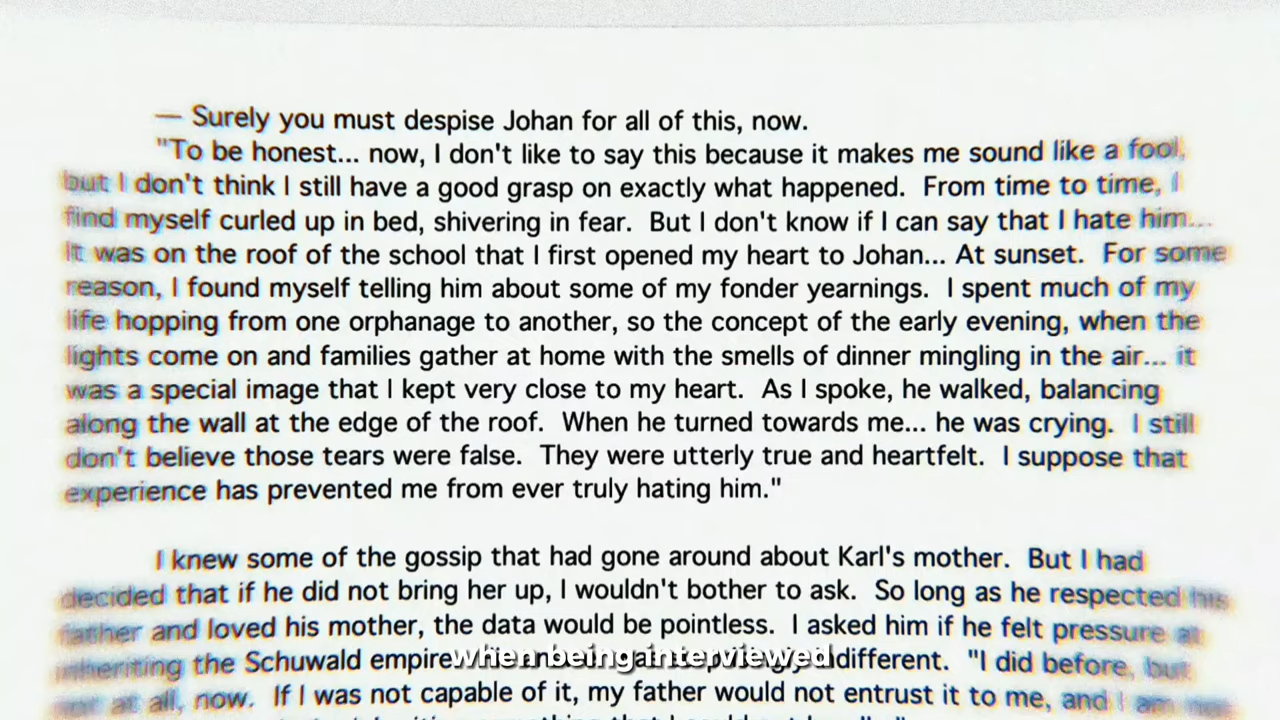 — Surely you must despise Johan for all of this, now.
"To be honest... now, I don't like to say this because it makes me sound like a fool,
but I don't think I still have a good grasp on exactly what happened. From time to time, I
find myself curled up in bed, shivering in fear. But I don't know if I can say that I hate him...
It was on the roof of the school that I first opened my heart to Johan... At sunset. For some
reason, I found myself telling him about some of my fonder yearnings. I spent much of my
life hopping from one orphanage to another, so the concept of the early evening, when the
lights come on and families gather at home with the smells of dinner mingling in the air... it
was a special image that I kept very close to my heart. As I spoke, he walked, balancing
along the wall at the edge of the roof. When he turned towards me... he was crying. I still
don't believe those tears were false. They were utterly true and heartfelt. I suppose that
experience has prevented me from ever truly hating him."
I knew some of the gossip that had gone around about Karl's mother. But I had
decided that if he did not bring her up, I wouldn't bother to ask. So long as he respected his
father and loved his mother, the data would be pointless. I asked him if he felt pressure at
inheriting the Schuwald empire different. "I did before, but
when being interviewed
not at all, now. If I was not capable of it, my father would not entrust it to me, and I am not